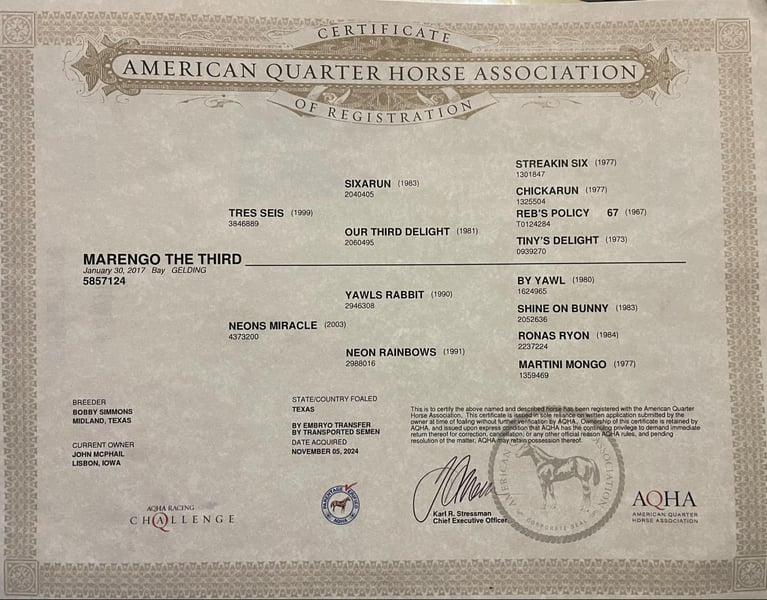 CERTIFICATE
AMERICAN QUARTER HORSE ASSOCIATION
OF REGISTRATION
STREAKIN SIX (1977)
1301847
SIXARUN (1983)
2040405
CHICKARUN (1977)
1325504
TRES SEIS (1999)
3846889
REB'S POLICY 67 (1967)
T0124284
OUR THIRD DELIGHT (1981)
2060495
TINY'S DELIGHT (1973)
0939270
MARENGO THE THIRD
January 30, 2017 Bay GELDING
5857124
BY YAWL (1980)
1624965
YAWLS RABBIT (1990)
2946308
SHINE ON BUNNY (1983)
2052636
NEONS MIRACLE (2003)
4373200
RONAS RYON (1984)
2237224
NEON RAINBOWS (1991)
2988016
MARTINI MONGO (1977)
1359469
BREEDER
BOBBY SIMMONS
MIDLAND, TEXAS
CURRENT OWNER
JOHN MCPHAIL
LISBON, IOWA
STATE/COUNTRY FOALED
TEXAS
BY EMBRYO TRANSFER
BY TRANSPORTED SEMEN
DATE ACQUIRED
NOVEMBER 05, 2024
This is to certify the above named and described horse has been registered with the American Quarter
Horse Association. This certificate is issued in sole reliance on written application submitted by the
owner at time of foaling without further verification by AQHA. Ownership of this certificate is retained by
AQHA, and issued upon express condition that AQHA has the continuing privilege to demand immediate
return thereof for correction, cancellation, or any other official reason AQHA rules, and pending
resolution of the matter, AQHA may retain possession thereof.
Karl R. Stressman
Chief Executive Officer
AMERICAN QUARTER HORSE ASSOCIATION
CORPORATE SEAL
AQHA RACING
CHALLENGE
PARENTAGE VERIFIED
AQHA
AQHA
AMERICAN QUARTER
HORSE ASSOCIATION